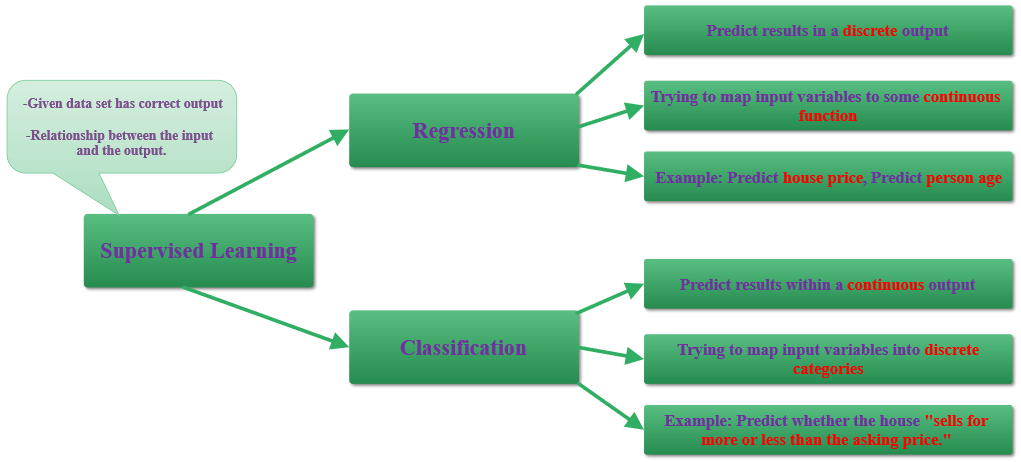 Predict results in a discrete output
-Given data set has correct output
-Relationship between the input
and the output.
Regression
Trying to map input variables to some continuous
function
Example: Predict house price, Predict person age
Supervised Learning
Predict results within a continuous output
Classification
Trying to map input variables into discrete
categories
Example: Predict whether the house "sells for
more or less than the asking price."